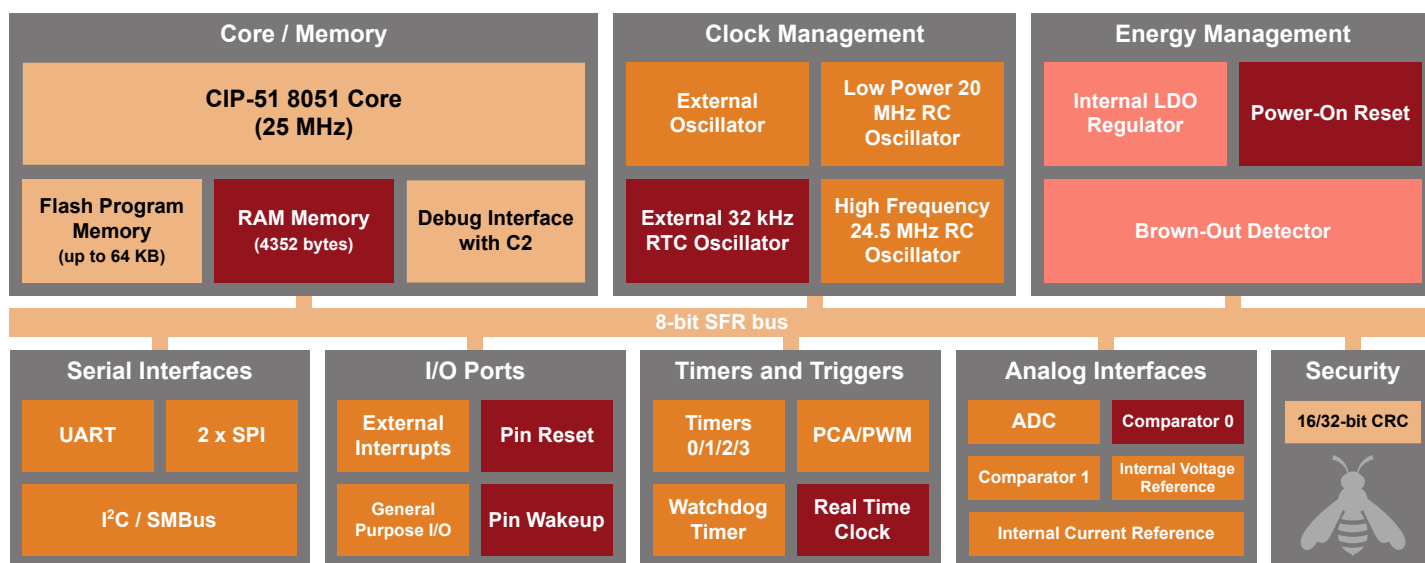 Core / Memory
CIP-51 8051 Core
(25 MHz)
Flash Program
Memory
(up to 64 KB)
RAM Memory
(4352 bytes)
Debug Interface
with C2
Clock Management
External
Oscillator
Low Power 20
MHz RC
Oscillator
External 32 kHz
RTC Oscillator
High Frequency
24.5 MHz RC
Oscillator
Energy Management
Internal LDO
Regulator
Power-On Reset
Brown-Out Detector
8-bit SFR bus
Serial Interfaces
UART
2 x SPI
I²C / SMBus
I/O Ports
External
Interrupts
Pin Reset
General
Purpose I/O
Pin Wakeup
Timers and Triggers
Timers
0/1/2/3
PCA/PWM
Watchdog
Timer
Real Time
Clock
Analog Interfaces
ADC
Comparator 0
Comparator 1
Internal Voltage
Reference
Internal Current Reference
Security
16/32-bit CRC